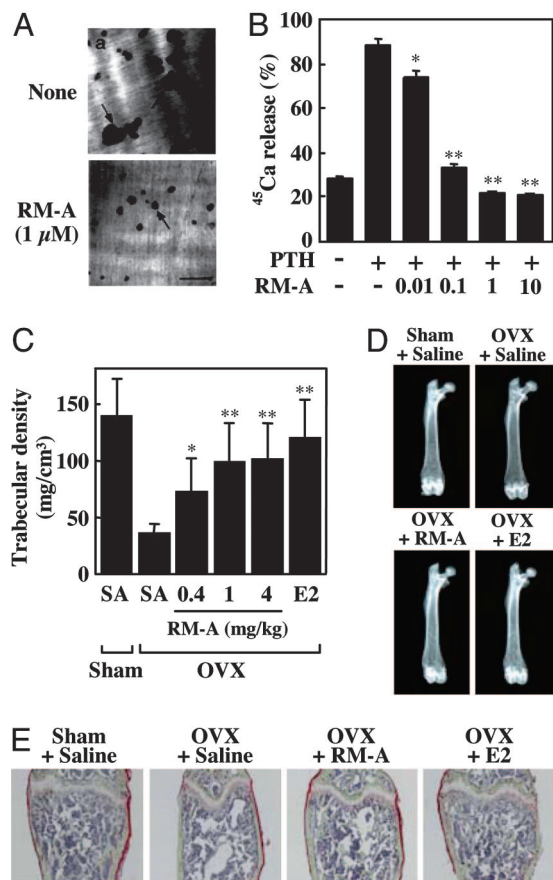 A
a
None
RM-A
(1 µM)
B
⁴⁵Ca release (%)
100
80
60
40
20
0
*
**
**
**
PTH - + + + + +
RM-A - - 0.01 0.1 1 10
C
Trabecular density
(mg/cm³)
150
100
50
0
*
**
**
**
SA SA 0.4 1 4 E2
RM-A (mg/kg)
Sham OVX
D
Sham
+ Saline
OVX
+ Saline
OVX
+ RM-A
OVX
+ E2
E
Sham
+ Saline
OVX
+ Saline
OVX
+ RM-A
OVX
+ E2